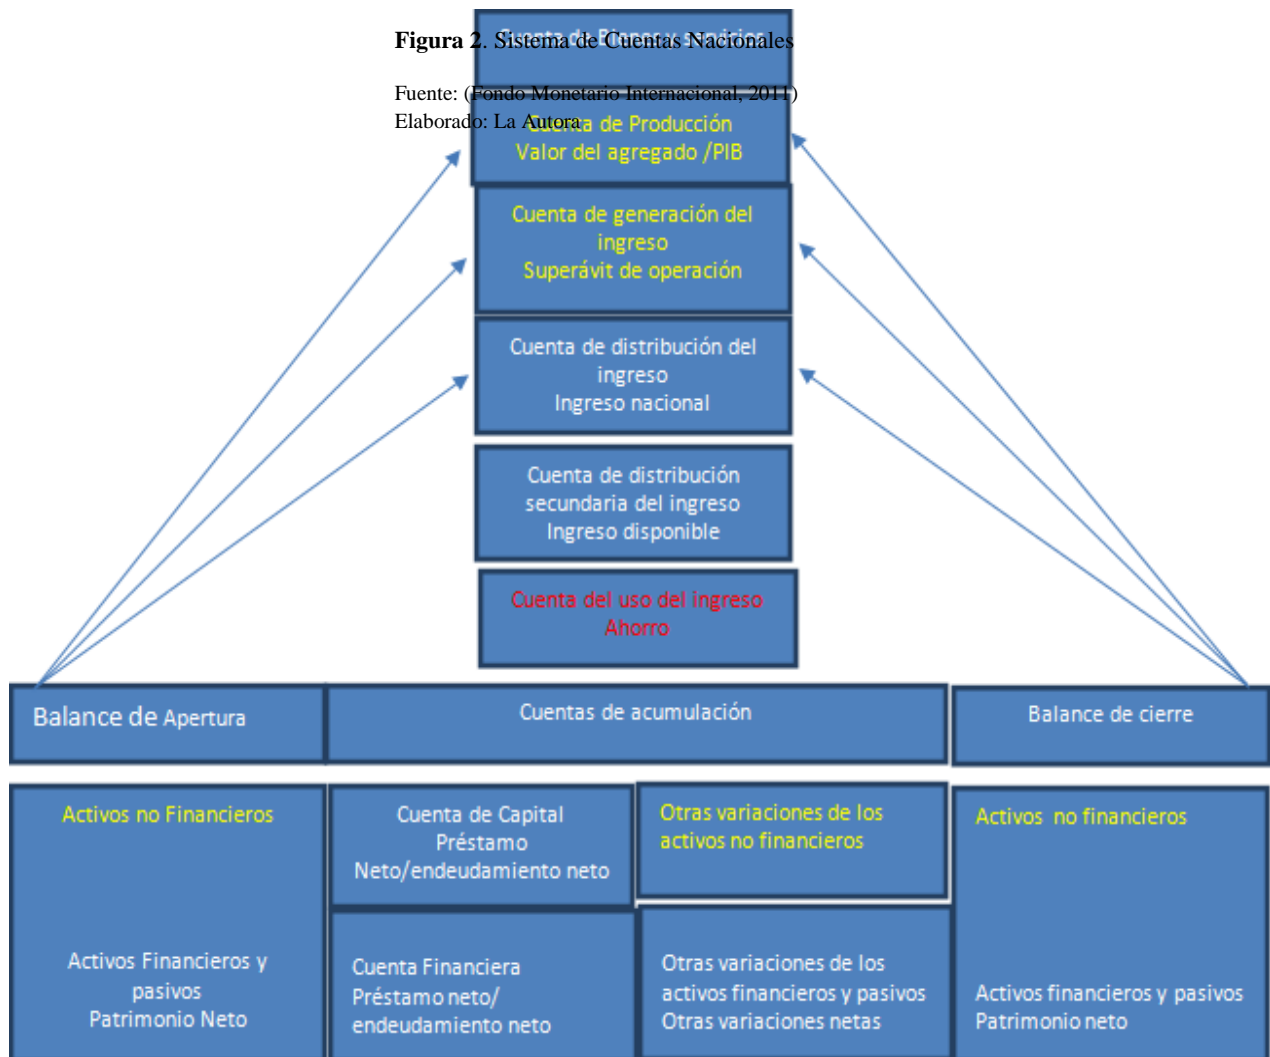 Cuenta de Bienes y servicios
Figura 2. Sistema de Cuentas Nacionales
Fuente: (Fondo Monetario Internacional, 2011)
Elaborado: La Autora
Cuenta de Producción
Valor del agregado /PIB
Cuenta de generación del
ingreso
Superávit de operación
Cuenta de distribución del
ingreso
Ingreso nacional
Cuenta de distribución
secundaria del ingreso
Ingreso disponible
Cuenta del uso del ingreso
Ahorro
Balance de Apertura
Cuentas de acumulación
Balance de cierre
Activos no Financieros
Activos Financieros y
pasivos
Patrimonio Neto
Cuenta de Capital
Préstamo
Neto/endeudamiento neto
Cuenta Financiera
Préstamo neto/
endeudamiento neto
Otras variaciones de los
activos no financieros
Otras variaciones de los
activos financieros y pasivos
Otras variaciones netas
Activos no financieros
Activos financieros y pasivos
Patrimonio neto